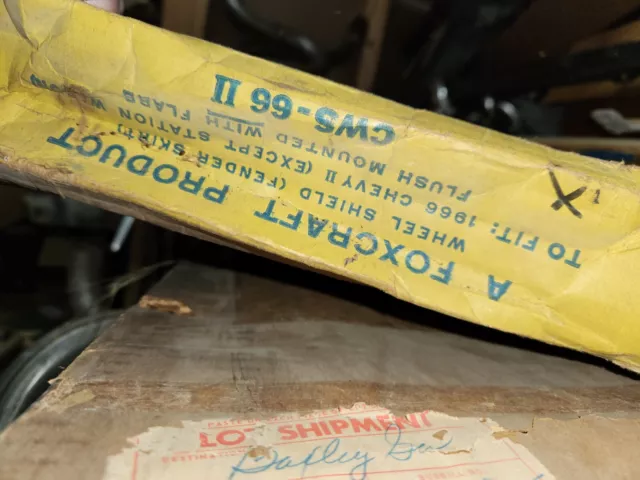 A FOXCRAFT PRODUCT
WHEEL SHIELD (FENDER SKIRT)
TO FIT: 1966 CHEVY II (EXCEPT STATION WAGON)
FLUSH MOUNTED WITH FLARE
CWS-66 II
X
SHIPMENT